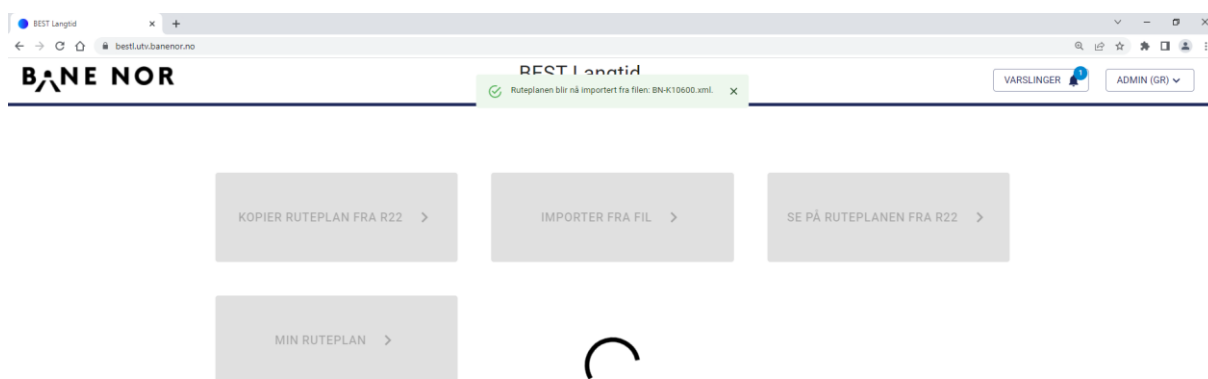 BEST Langtid
bestl.utv.banenor.no
BANE NOR
BEST Langtid
Ruteplanen blir nå importert fra filen: BN-K10600.xml.
VARSLINGER 1
ADMIN (GR)
KOPIER RUTEPLAN FRA R22
IMPORTER FRA FIL
SE PÅ RUTEPLANEN FRA R22
MIN RUTEPLAN